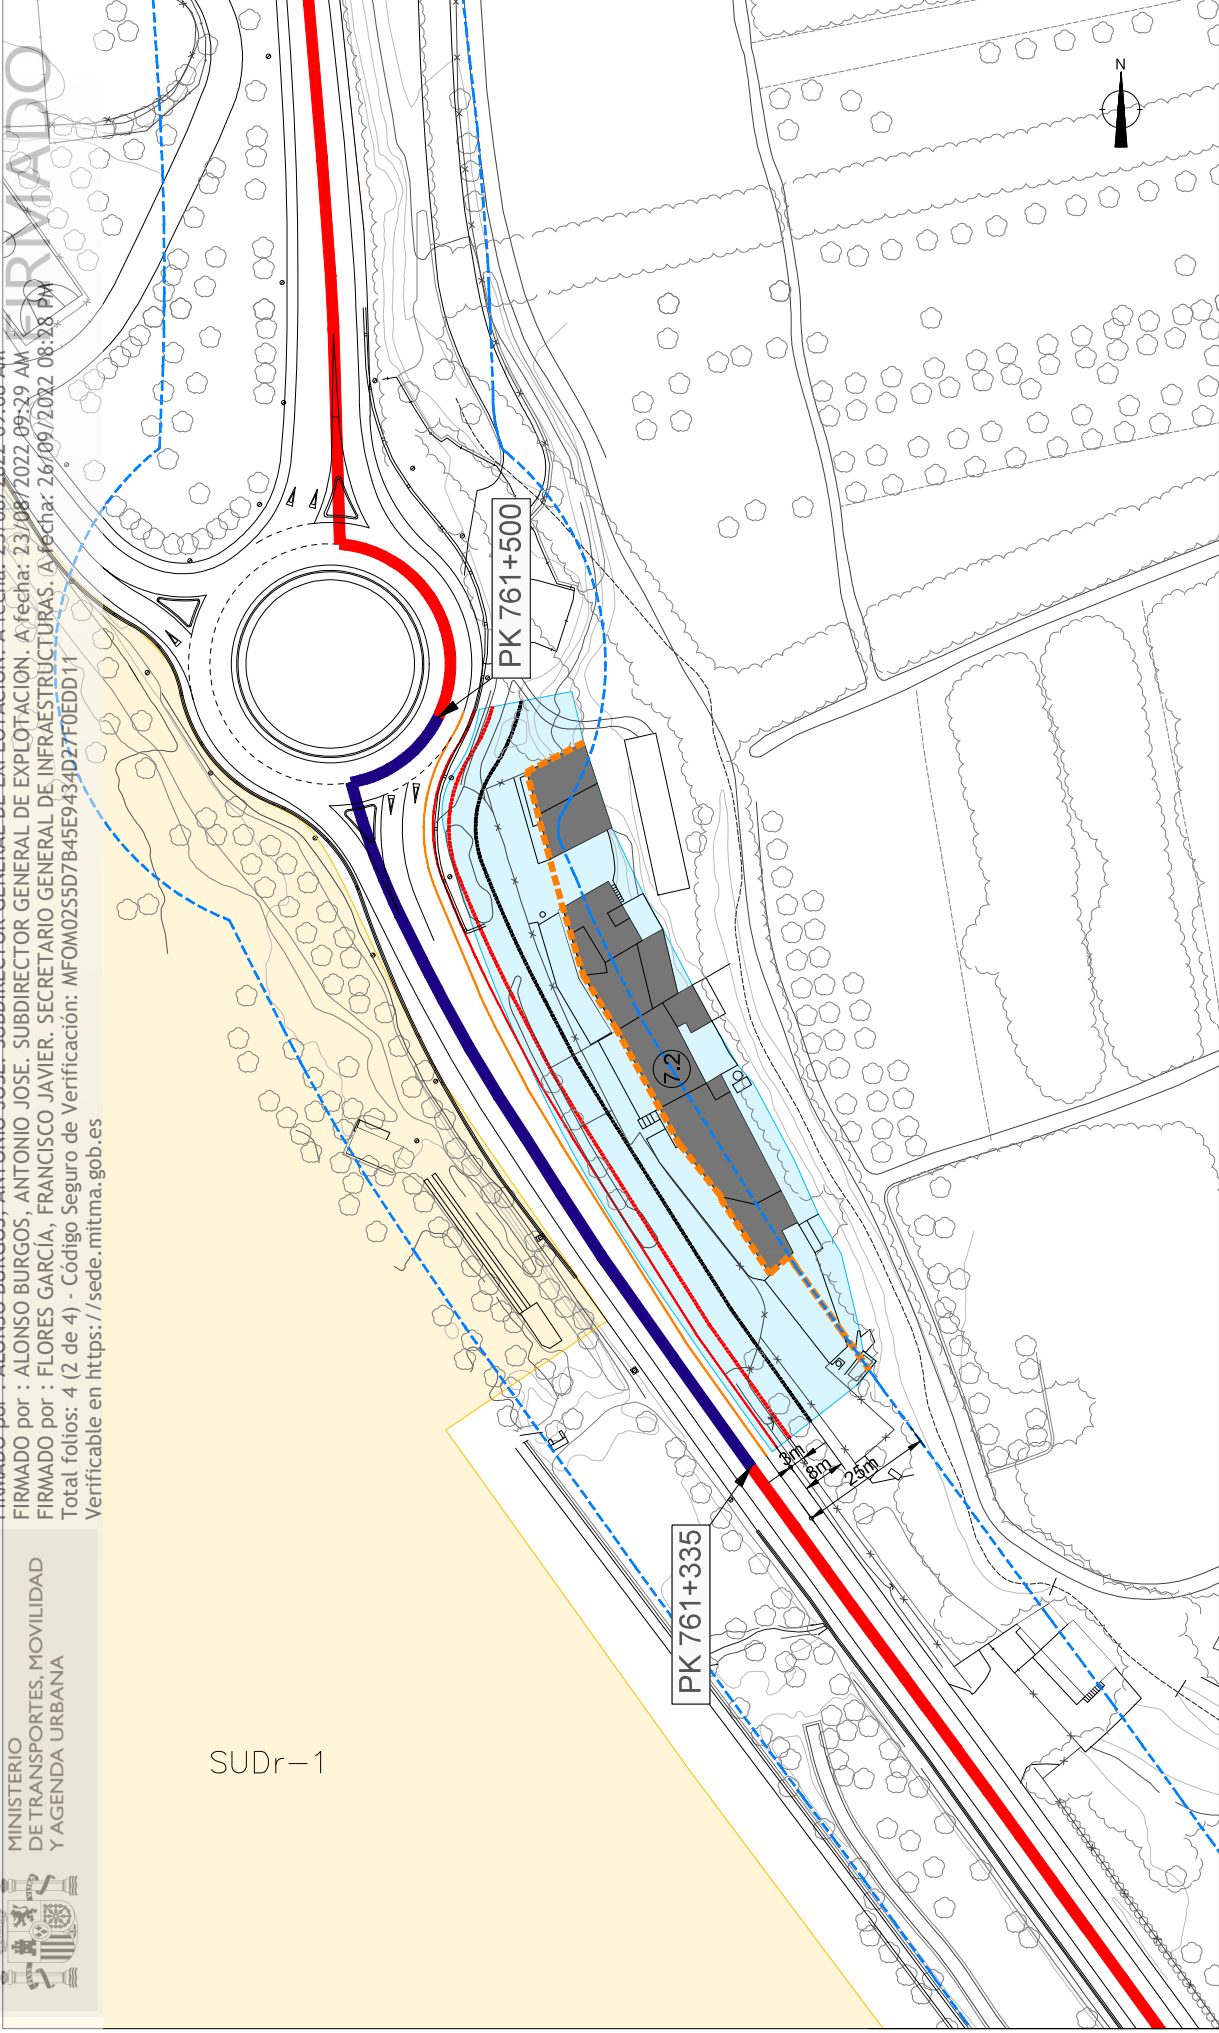 FIRMADO por : ALONSO BURGOS, ANTONIO JOSE. SUBDIRECTOR GENERAL DE EXPLOTACION. A fecha: 23/08/2022 09:29 AM
FIRMADO por : FLORES GARCÍA, FRANCISCO JAVIER. SECRETARIO GENERAL DE INFRAESTRUCTURAS. A fecha: 26/09/2022 08:28 PM
Total folios: 4 (2 de 4) - Código Seguro de Verificación: MFOM02S5D7B45E9434D27F0EDD11
Verificable en https://sede.mitma.gob.es
FIRMADO
MINISTERIO
DE TRANSPORTES, MOVILIDAD
Y AGENDA URBANA
N
PK 761+500
7.2
3m
8m
25m
PK 761+335
SUDr-1